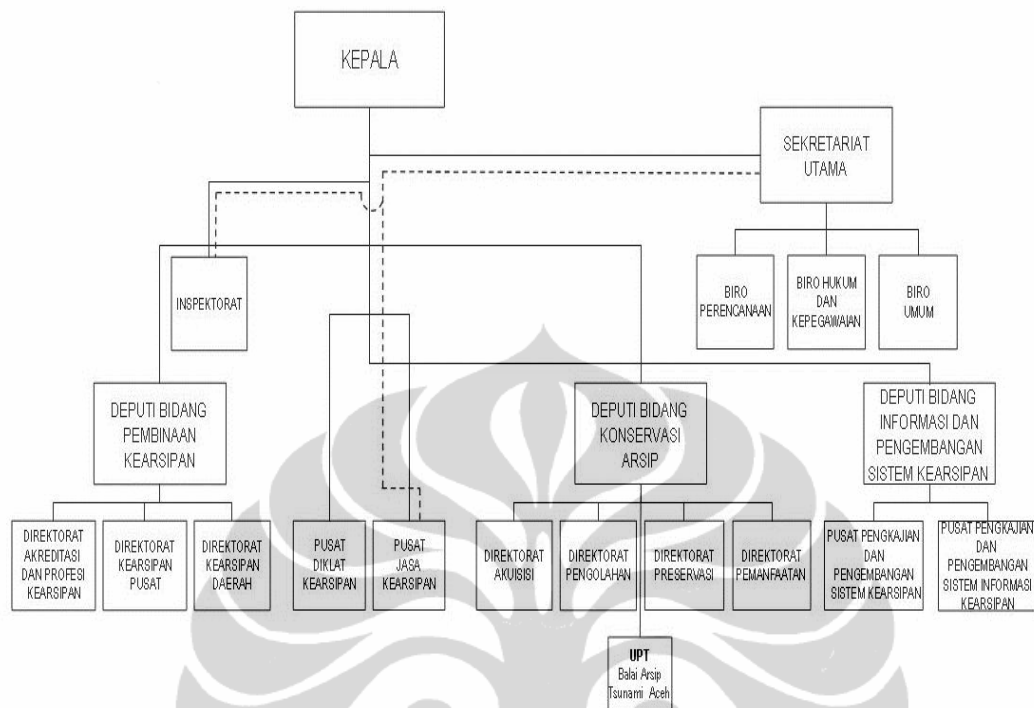 KEPALA
SEKRETARIAT
UTAMA
INSPEKTORAT
BIRO
PERENCANAAN
BIRO HUKUM
DAN
KEPEGAWAIAN
BIRO
UMUM
DEPUTI BIDANG
PEMBINAAN
KEARSIPAN
DEPUTI BIDANG
KONSERVASI
ARSIP
DEPUTI BIDANG
INFORMASI DAN
PENGEMBANGAN
SISTEM KEARSIPAN
DIREKTORAT
AKREDITASI
DAN PROFESI
KEARSIPAN
DIREKTORAT
KEARSIPAN
PUSAT
DIREKTORAT
KEARSIPAN
DAERAH
PUSAT
DIKLAT
KEARSIPAN
PUSAT
JASA
KEARSIPAN
DIREKTORAT
AKUISISI
DIREKTORAT
PENGOLAHAN
DIREKTORAT
PRESERVASI
DIREKTORAT
PEMANFAATAN
PUSAT PENGKAJIAN
DAN
PENGEMBANGAN
SISTEM KEARSIPAN
PUSAT PENGKAJIAN
DAN
PENGEMBANGAN
SISTEM INFORMASI
KEARSIPAN
UPT
Balai Arsip
Tsunami Aceh